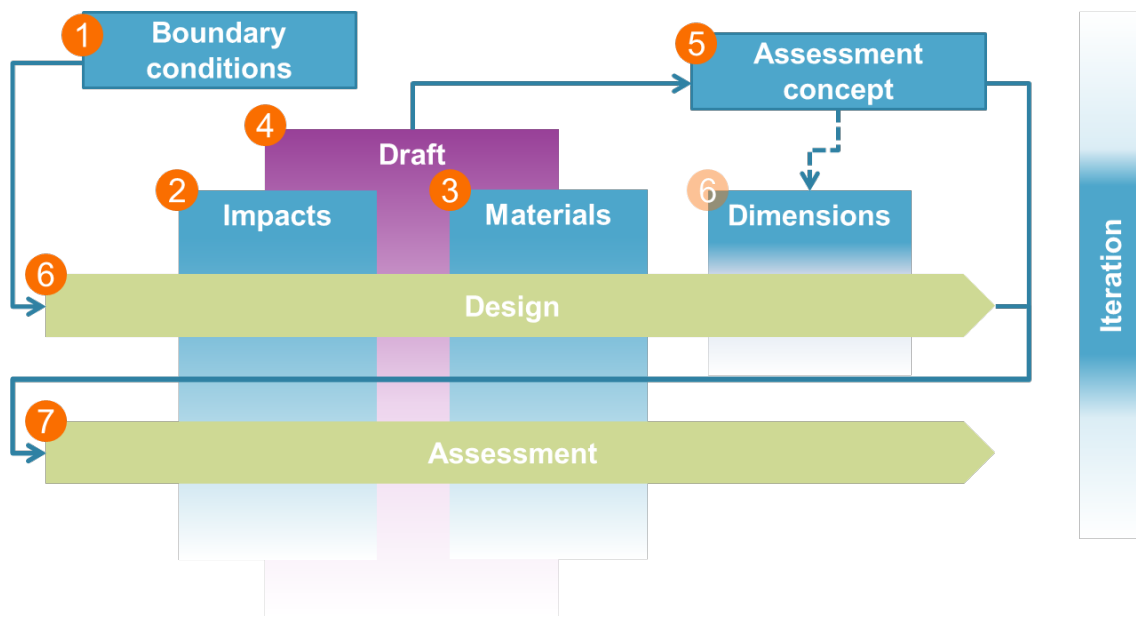 1
Boundary
conditions
5
Assessment
concept
4
Draft
2
Impacts
3
Materials
6
Dimensions
6
Design
7
Assessment
Iteration